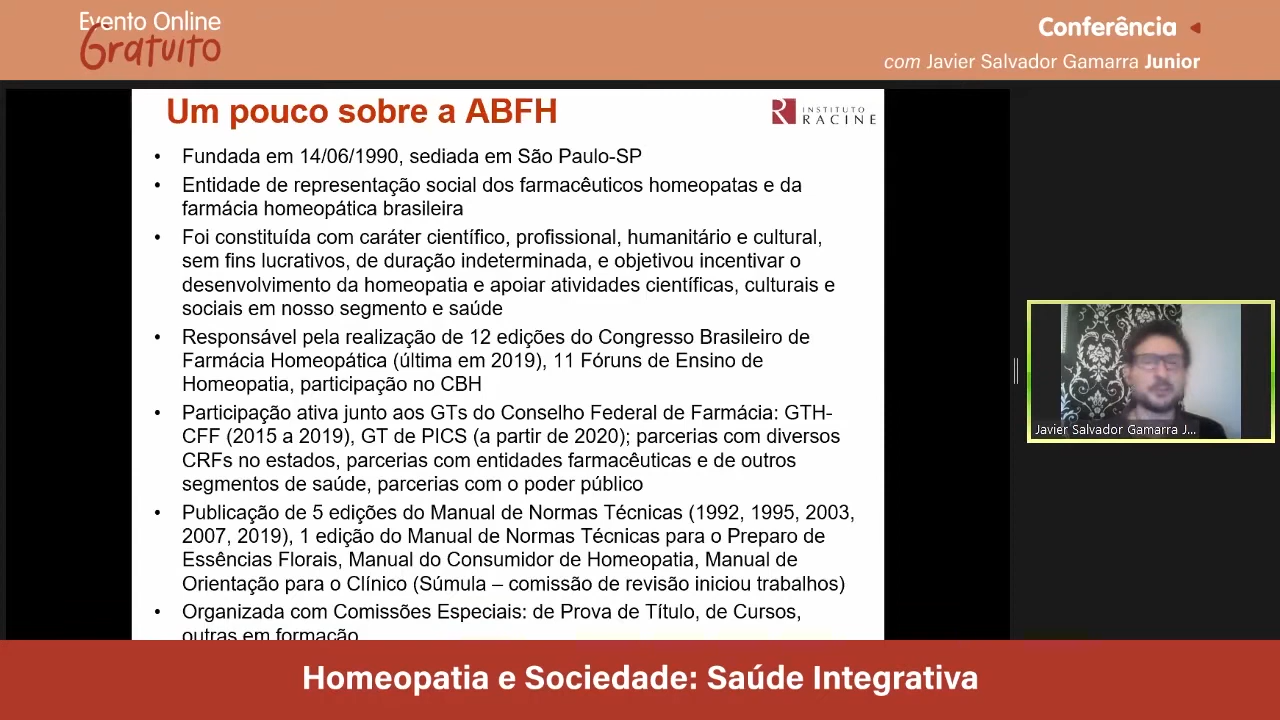 Evento Online
Gratuito
Conferência
com Javier Salvador Gamarra Junior
Um pouco sobre a ABFH
INSTITUTO
RACINE
• Fundada em 14/06/1990, sediada em São Paulo-SP
• Entidade de representação social dos farmacêuticos homeopatas e da
farmácia homeopática brasileira
• Foi constituída com caráter científico, profissional, humanitário e cultural,
sem fins lucrativos, de duração indeterminada, e objetivou incentivar o
desenvolvimento da homeopatia e apoiar atividades científicas, culturais e
sociais em nosso segmento e saúde
• Responsável pela realização de 12 edições do Congresso Brasileiro de
Farmácia Homeopática (última em 2019), 11 Fóruns de Ensino de
Homeopatia, participação no CBH
• Participação ativa junto aos GTs do Conselho Federal de Farmácia: GTH-
CFF (2015 a 2019), GT de PICS (a partir de 2020); parcerias com diversos
CRFs no estados, parcerias com entidades farmacêuticas e de outros
segmentos de saúde, parcerias com o poder público
• Publicação de 5 edições do Manual de Normas Técnicas (1992, 1995, 2003,
2007, 2019), 1 edição do Manual de Normas Técnicas para o Preparo de
Essências Florais, Manual do Consumidor de Homeopatia, Manual de
Orientação para o Clínico (Súmula – comissão de revisão iniciou trabalhos)
• Organizada com Comissões Especiais: de Prova de Título, de Cursos,
outras em formação
Javier Salvador Gamarra J...
Homeopatia e Sociedade: Saúde Integrativa